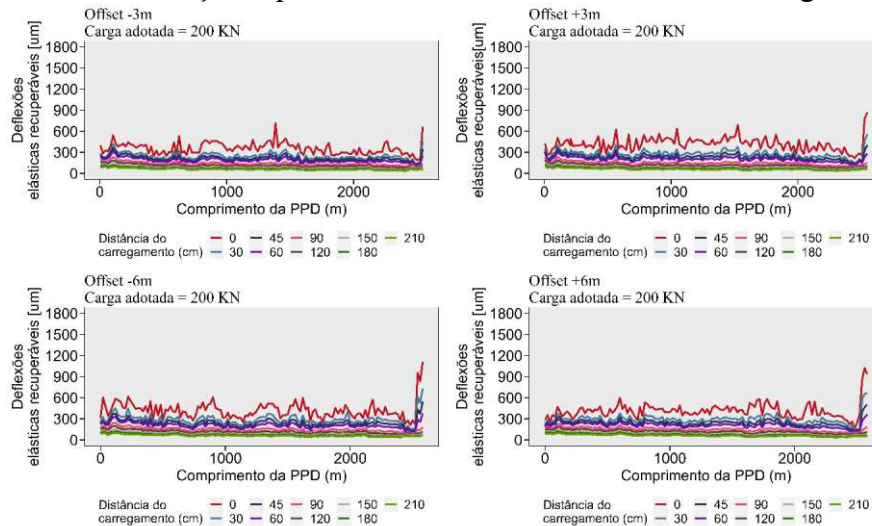 Offset -3m
Carga adotada = 200 KN
Deflexões
elásticas recuperáveis [um]
1800
1500
1200
900
600
300
0
0 1000 2000
Comprimento da PPD (m)
Distância do
carregamento (cm)
0 45 90 150 210
30 60 120 180
Offset +3m
Carga adotada = 200 KN
Deflexões
elásticas recuperáveis[um]
1800
1500
1200
900
600
300
0
0 1000 2000
Comprimento da PPD (m)
Distância do
carregamento (cm)
0 45 90 150 210
30 60 120 180
Offset -6m
Carga adotada = 200 KN
Deflexões
elásticas recuperáveis [um]
1800
1500
1200
900
600
300
0
0 1000 2000
Comprimento da PPD (m)
Distância do
carregamento (cm)
0 45 90 150 210
30 60 120 180
Offset +6m
Carga adotada = 200 KN
Deflexões
elásticas recuperáveis [um]
1800
1500
1200
900
600
300
0
0 1000 2000
Comprimento da PPD (m)
Distância do
carregamento (cm)
0 45 90 150 210
30 60 120 180